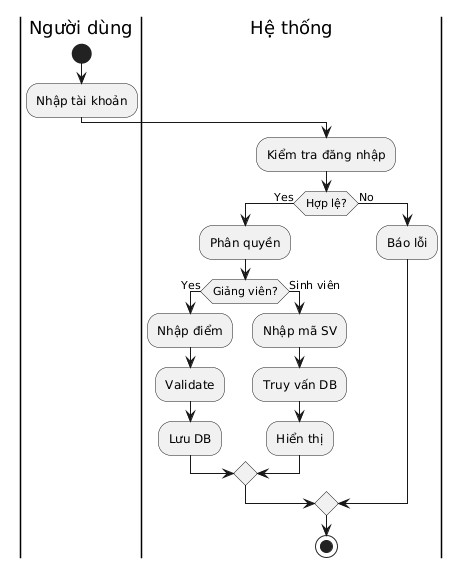 Người dùng
Hệ thống
Nhập tài khoản
Kiểm tra đăng nhập
Yes
Hợp lệ?
No
Phân quyền
Báo lỗi
Yes
Giảng viên?
Sinh viên
Nhập điểm
Nhập mã SV
Validate
Truy vấn DB
Lưu DB
Hiển thị